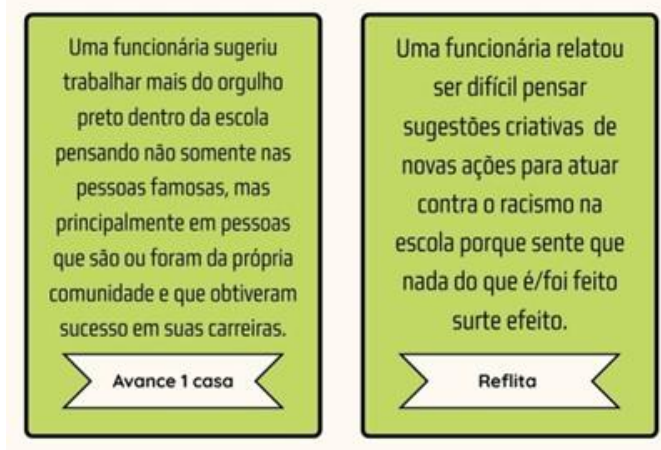 Uma funcionária sugeriu
trabalhar mais do orgulho
preto dentro da escola
pensando não somente nas
pessoas famosas, mas
principalmente em pessoas
que são ou foram da própria
comunidade e que obtiveram
sucesso em suas carreiras.
Avance 1 casa
Uma funcionária relatou
ser difícil pensar
sugestões criativas de
novas ações para atuar
contra o racismo na
escola porque sente que
nada do que é/foi feito
surte efeito.
Reflita